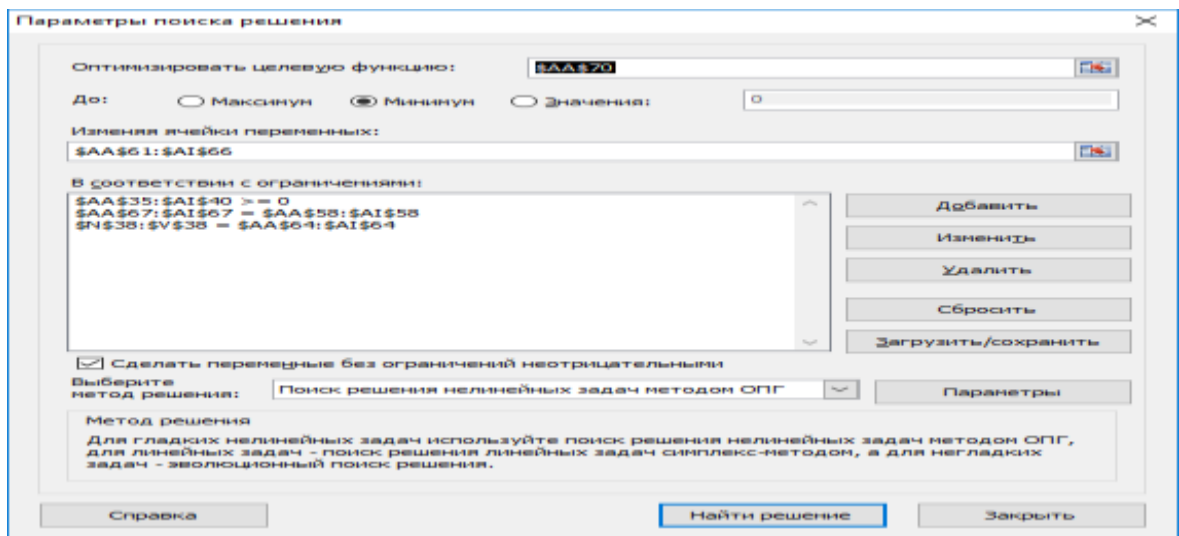 Параметры поиска решения
Оптимизировать целевую функцию: $AA$70
До: Максимум Минимум Значения: 0
Изменяя ячейки переменных:
$AA$61:$AI$66
В соответствии с ограничениями:
$AA$35:$AI$40 >= 0
$AA$67:$AI$67 = $AA$58:$AI$58
$N$38:$V$38 = $AA$64:$AI$64
Добавить
Изменить
Удалить
Сбросить
Загрузить/сохранить
Сделать переменные без ограничений неотрицательными
Выберите
метод решения:
Поиск решения нелинейных задач методом ОПГ
Параметры
Метод решения
Для гладких нелинейных задач используйте поиск решения нелинейных задач методом ОПГ,
для линейных задач - поиск решения линейных задач симплекс-методом, а для негладких
задач - эволюционный поиск решения.
Справка
Найти решение
Закрыть